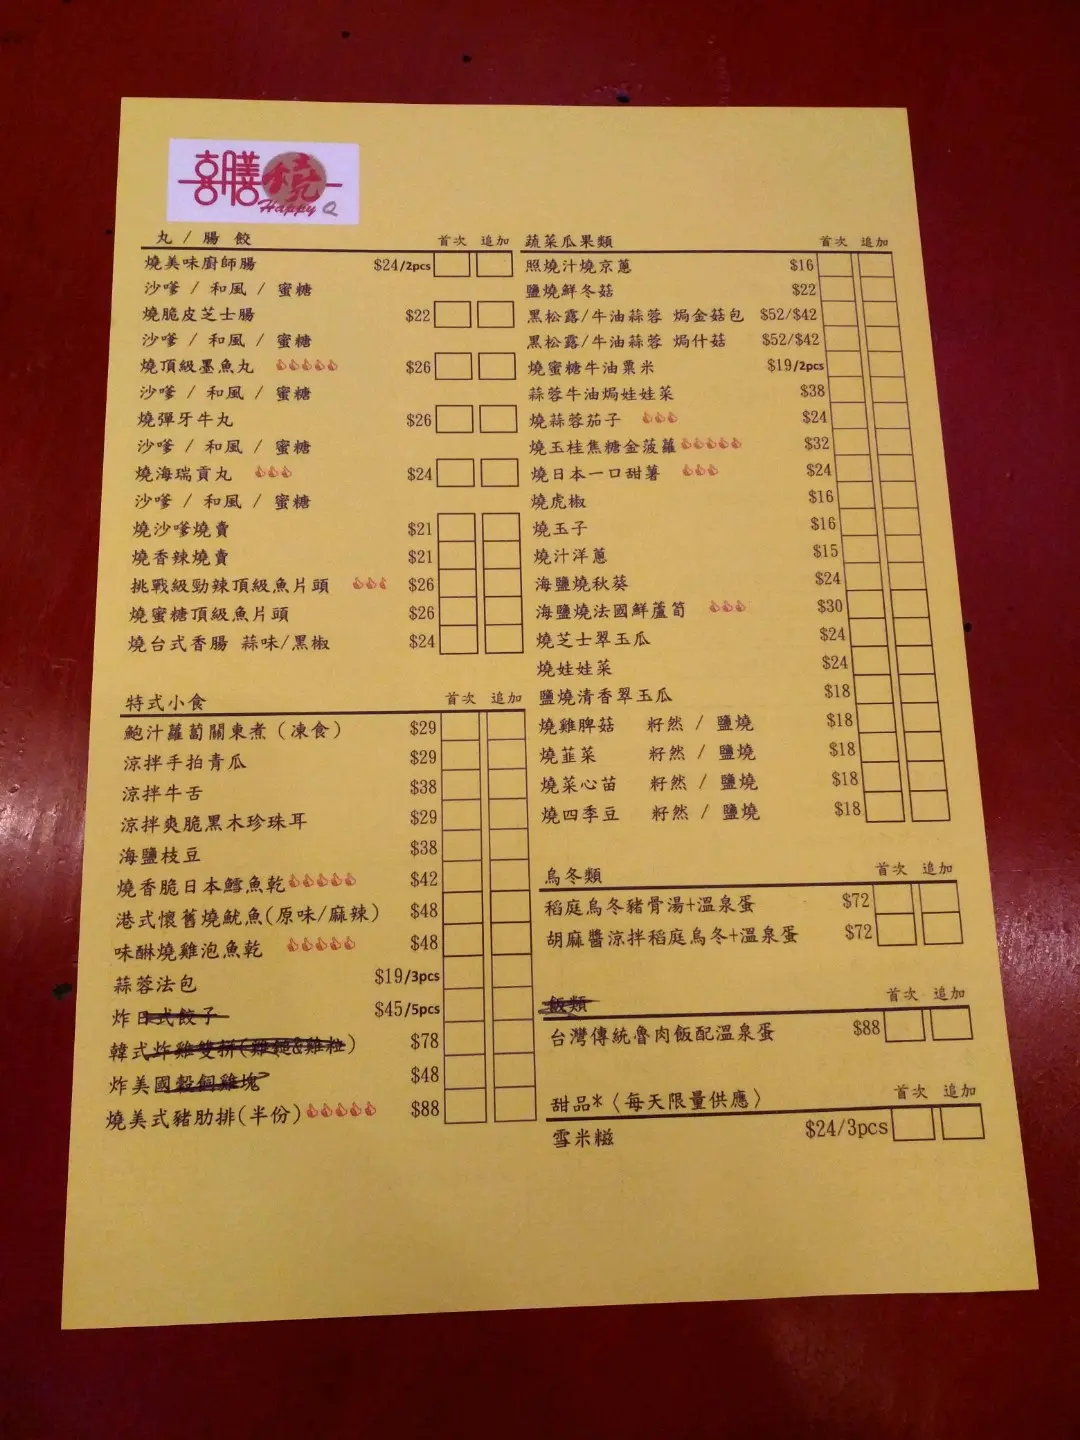 喜膳燒
Happy Q
丸 / 腸 餃 首次 追加
燒美味廚師腸 $24/2pcs
沙嗲 / 和風 / 蜜糖
燒脆皮芝士腸 $22
沙嗲 / 和風 / 蜜糖
燒頂級墨魚丸 $26
沙嗲 / 和風 / 蜜糖
燒彈牙牛丸 $26
沙嗲 / 和風 / 蜜糖
燒海瑞貢丸 $24
沙嗲 / 和風 / 蜜糖
燒沙嗲燒賣 $21
燒香辣燒賣 $21
挑戰級勁辣頂級魚片頭 $26
燒蜜糖頂級魚片頭 $26
燒台式香腸 蒜味/黑椒 $24
特式小食 首次 追加
鮑汁蘿蔔關東煮(凍食) $29
涼拌手拍青瓜 $29
涼拌牛舌 $38
涼拌爽脆黑木珍珠耳 $29
海鹽枝豆 $38
燒香脆日本鱈魚乾 $42
港式懷舊燒魷魚(原味/麻辣) $48
味醂燒雞泡魚乾 $48
蒜蓉法包 $19/3pcs
炸日式餃子 $45/5pcs
韓式炸雞雙拼(雞槌&雞粒) $78
炸美國穀飼雞塊 $48
燒美式豬肋排(半份) $88
蔬菜瓜果類 首次 追加
照燒汁燒京蔥 $16
鹽燒鮮冬菇 $22
黑松露/牛油蒜蓉 焗金菇包 $52/$42
黑松露/牛油蒜蓉 焗什菇 $52/$42
燒蜜糖牛油粟米 $19/2pcs
蒜蓉牛油焗娃娃菜 $38
燒蒜蓉茄子 $24
燒玉桂焦糖金菠蘿 $32
燒日本一口甜薯 $24
燒虎椒 $16
燒玉子 $16
燒汁洋蔥 $15
海鹽燒秋葵 $24
海鹽燒法國鮮蘆筍 $30
燒芝士翠玉瓜 $24
燒娃娃菜 $24
鹽燒清香翠玉瓜 $18
燒雞脾菇 籽然 / 鹽燒 $18
燒韮菜 籽然 / 鹽燒 $18
燒菜心苗 籽然 / 鹽燒 $18
燒四季豆 籽然 / 鹽燒 $18
烏冬類 首次 追加
稻庭烏冬豬骨湯+溫泉蛋 $72
胡麻醬涼拌稻庭烏冬+溫泉蛋 $72
飯類 首次 追加
台灣傳統魯肉飯配溫泉蛋 $88
甜品*〈每天限量供應〉 首次 追加
雪米糍 $24/3pcs